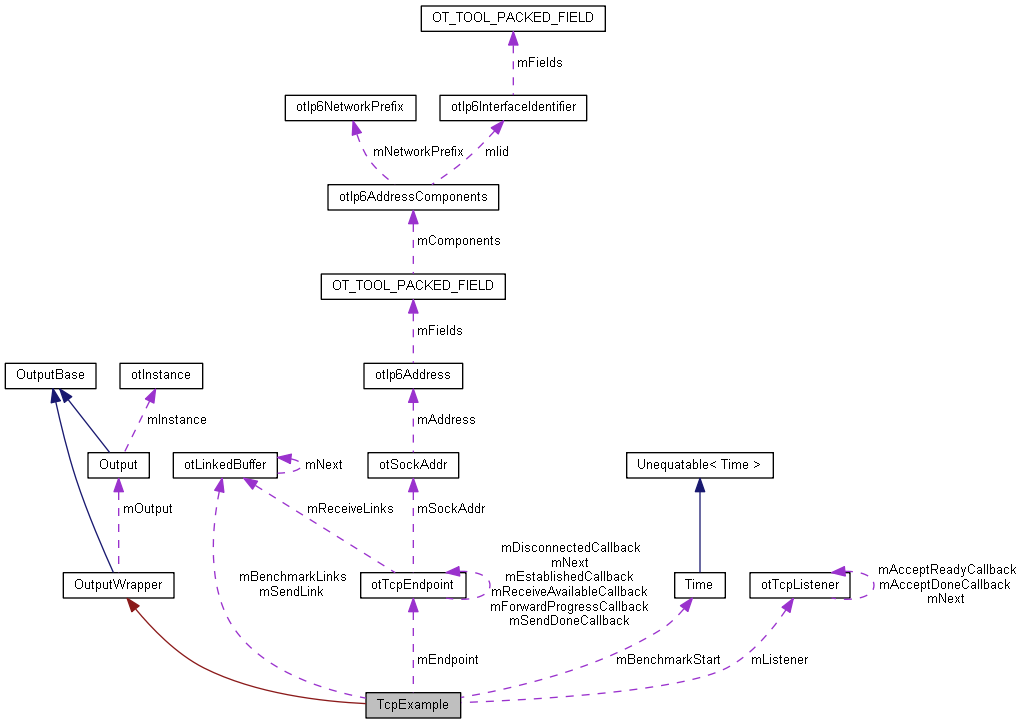 OT_TOOL_PACKED_FIELD
mFields
otIp6NetworkPrefix
otIp6InterfaceIdentifier
mNetworkPrefix
mIid
otIp6AddressComponents
mComponents
OT_TOOL_PACKED_FIELD
mFields
OutputBase
otInstance
otIp6Address
mInstance
mAddress
Output
otLinkedBuffer
mNext
otSockAddr
Unequatable< Time >
mOutput
mReceiveLinks
mSockAddr
OutputWrapper
mBenchmarkLinks
mSendLink
otTcpEndpoint
mDisconnectedCallback
mNext
mEstablishedCallback
mReceiveAvailableCallback
mForwardProgressCallback
mSendDoneCallback
Time
otTcpListener
mAcceptReadyCallback
mAcceptDoneCallback
mNext
mEndpoint
mBenchmarkStart
mListener
TcpExample